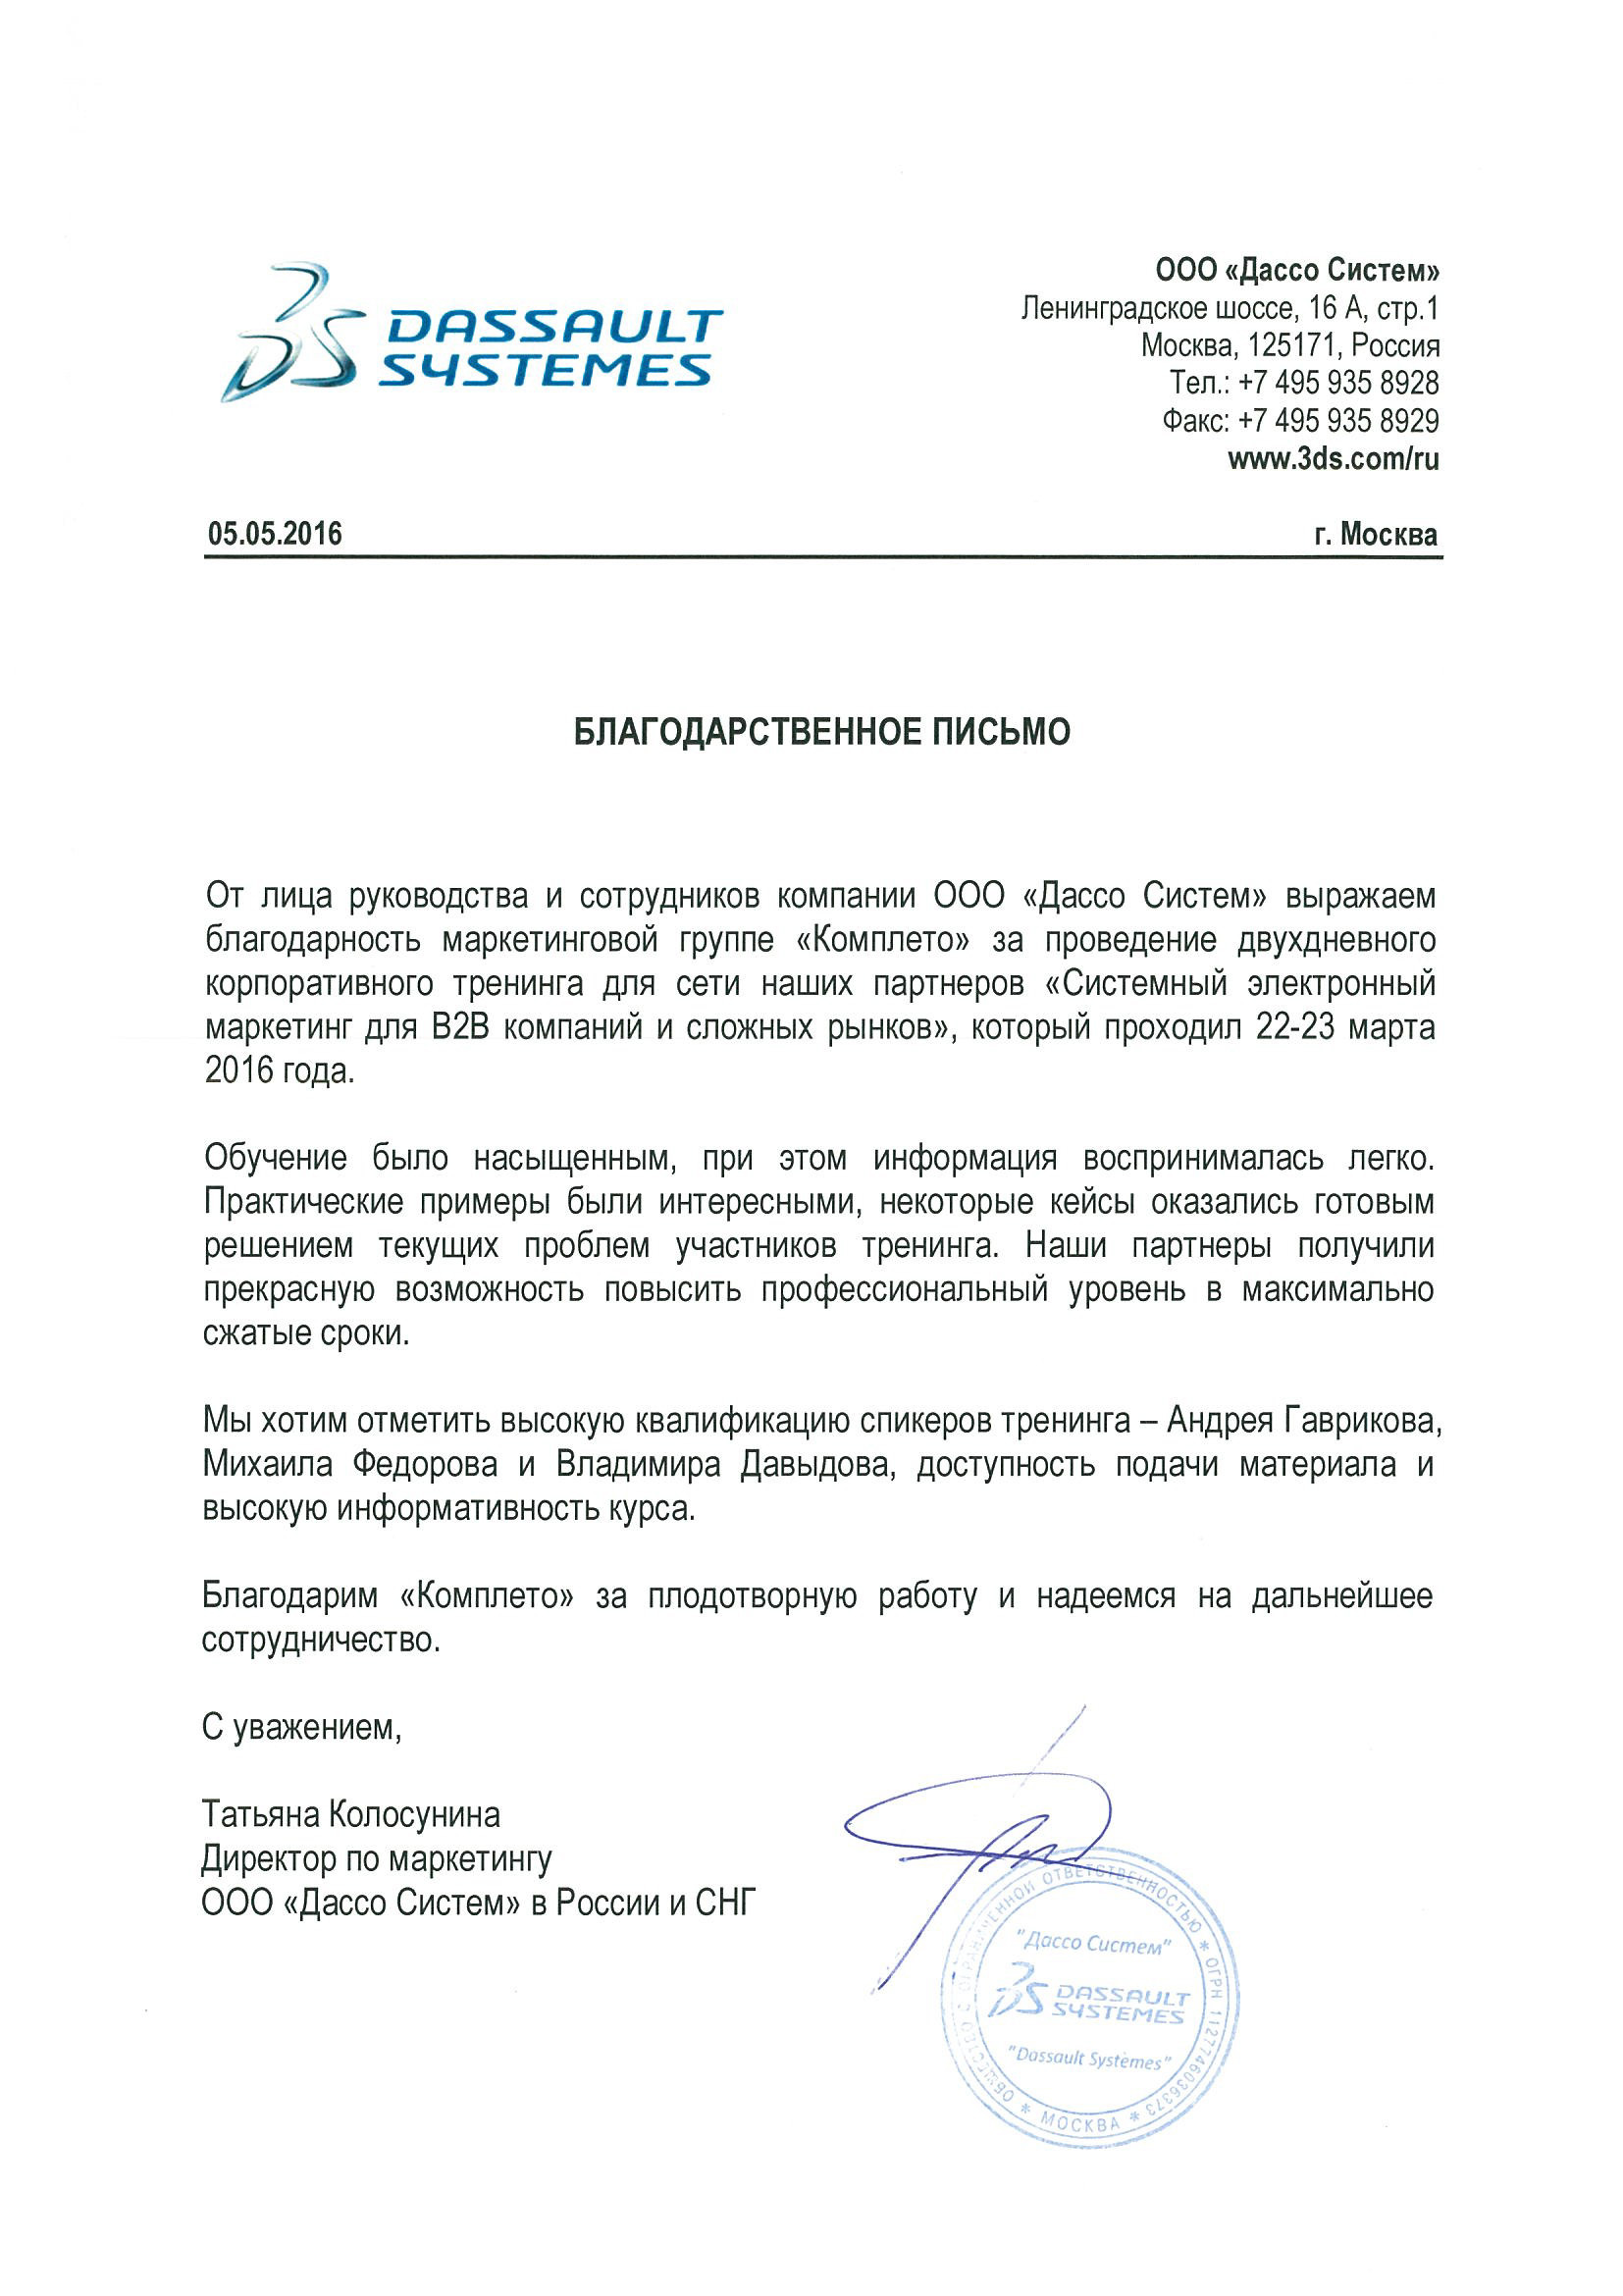 DASSAULT
SYSTEMES
ООО «Дассо Систем»
Ленинградское шоссе, 16 А, стр.1
Москва, 125171, Россия
Тел.: +7 495 935 8928
Факс: +7 495 935 8929
www.3ds.com/ru
05.05.2016 г. Москва
БЛАГОДАРСТВЕННОЕ ПИСЬМО
От лица руководства и сотрудников компании ООО «Дассо Систем» выражаем
благодарность маркетинговой группе «Комплето» за проведение двухдневного
корпоративного тренинга для сети наших партнеров «Системный электронный
маркетинг для B2B компаний и сложных рынков», который проходил 22-23 марта
2016 года.
Обучение было насыщенным, при этом информация воспринималась легко.
Практические примеры были интересными, некоторые кейсы оказались готовым
решением текущих проблем участников тренинга. Наши партнеры получили
прекрасную возможность повысить профессиональный уровень в максимально
сжатые сроки.
Мы хотим отметить высокую квалификацию спикеров тренинга – Андрея Гаврикова,
Михаила Федорова и Владимира Давыдова, доступность подачи материала и
высокую информативность курса.
Благодарим «Комплето» за плодотворную работу и надеемся на дальнейшее
сотрудничество.
С уважением,
Татьяна Колосунина
Директор по маркетингу
ООО «Дассо Систем» в России и СНГ
ОБЩЕСТВО С ОГРАНИЧЕННОЙ ОТВЕТСТВЕННОСТЬЮ * ОГРН 1127746036373 * МОСКВА *
"Дассо Систем"
DASSAULT
SYSTEMES
"Dassault Systèmes"